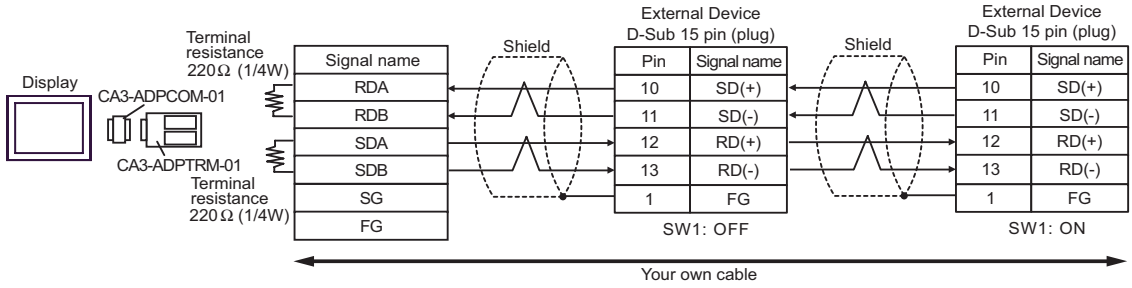 Display
CA3-ADPCOM-01
CA3-ADPTRM-01
Terminal
resistance
220Ω (1/4W)
Terminal
resistance
220Ω (1/4W)
Signal name
RDA
RDB
SDA
SDB
SG
FG
Shield
External Device
D-Sub 15 pin (plug)
Pin Signal name
10 SD(+)
11 SD(-)
12 RD(+)
13 RD(-)
1 FG
SW1: OFF
Shield
External Device
D-Sub 15 pin (plug)
Pin Signal name
10 SD(+)
11 SD(-)
12 RD(+)
13 RD(-)
1 FG
SW1: ON
Your own cable